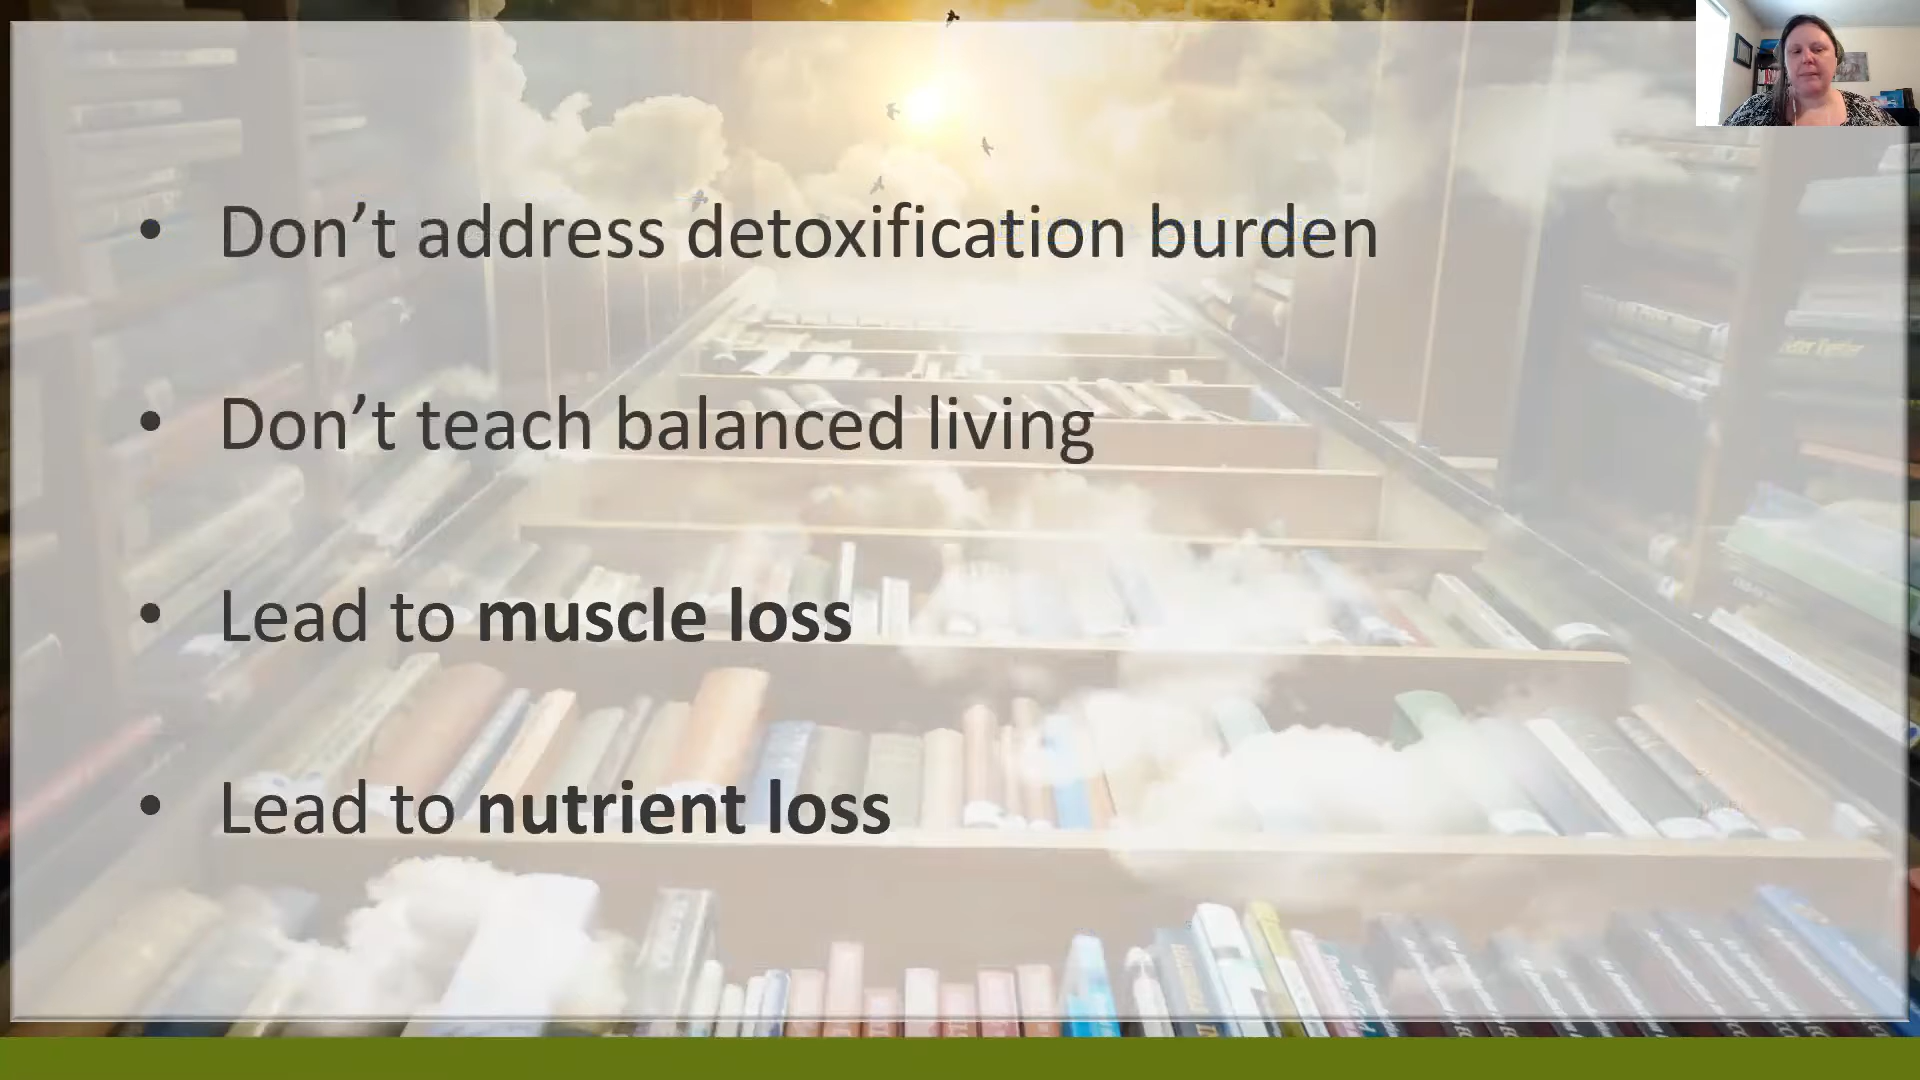 • Don’t address detoxification burden
• Don’t teach balanced living
• Lead to muscle loss
• Lead to nutrient loss